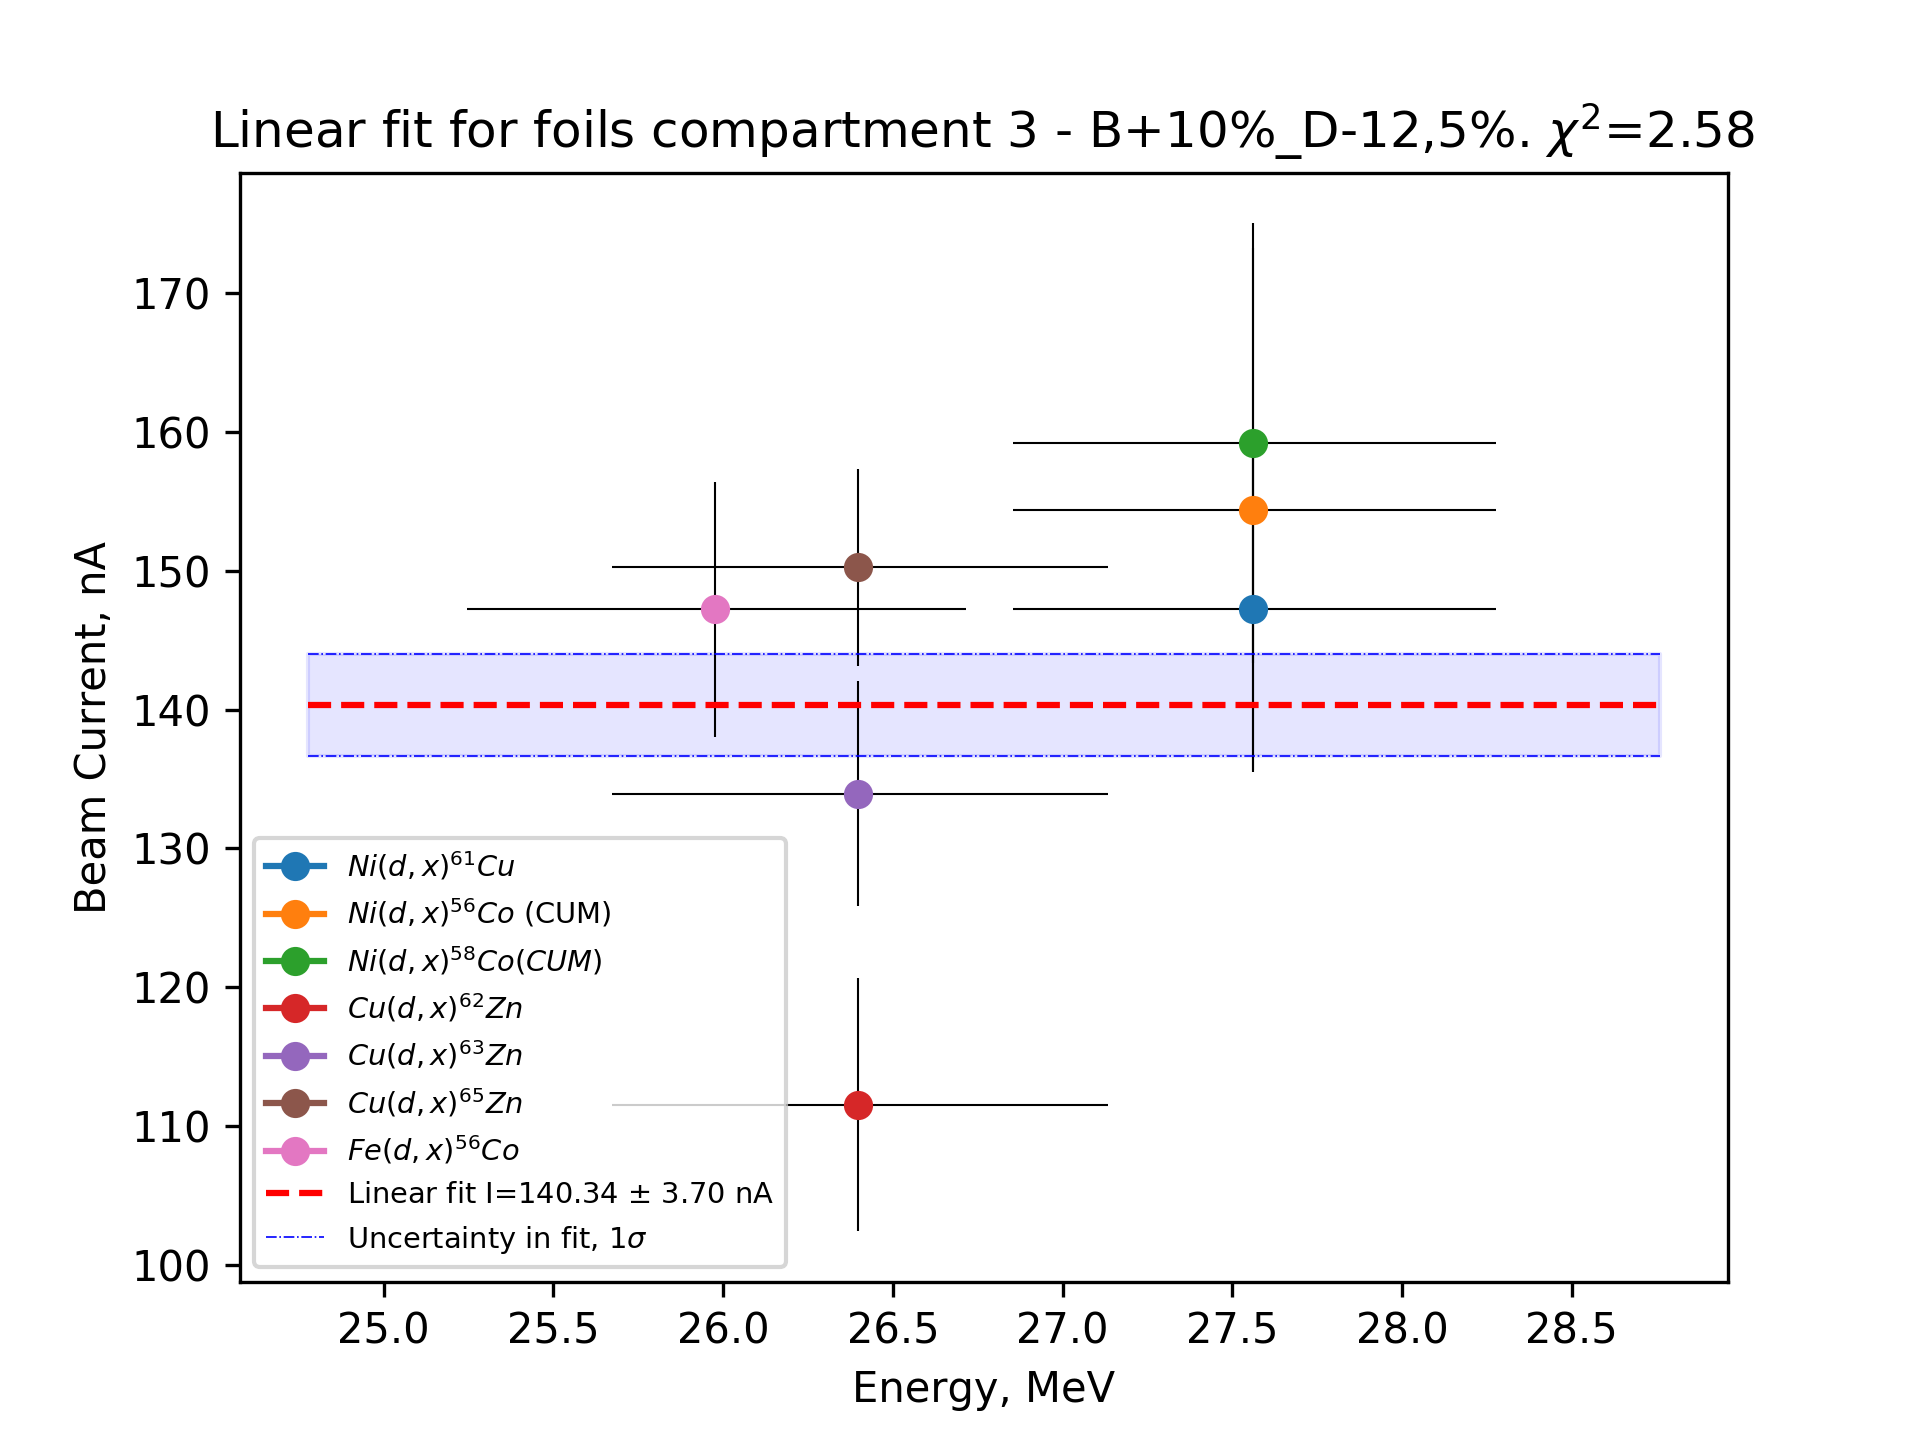 Linear fit for foils compartment 3 - B+10%_D-12,5%. χ²=2.58
Beam Current, nA
170
160
150
140
130
120
110
100
Ni(d, x)⁶¹Cu
Ni(d, x)⁵⁶Co (CUM)
Ni(d, x)⁵⁸Co(CUM)
Cu(d, x)⁶²Zn
Cu(d, x)⁶³Zn
Cu(d, x)⁶⁵Zn
Fe(d, x)⁵⁶Co
Linear fit I=140.34 ± 3.70 nA
Uncertainty in fit, 1σ
25.0 25.5 26.0 26.5 27.0 27.5 28.0 28.5
Energy, MeV